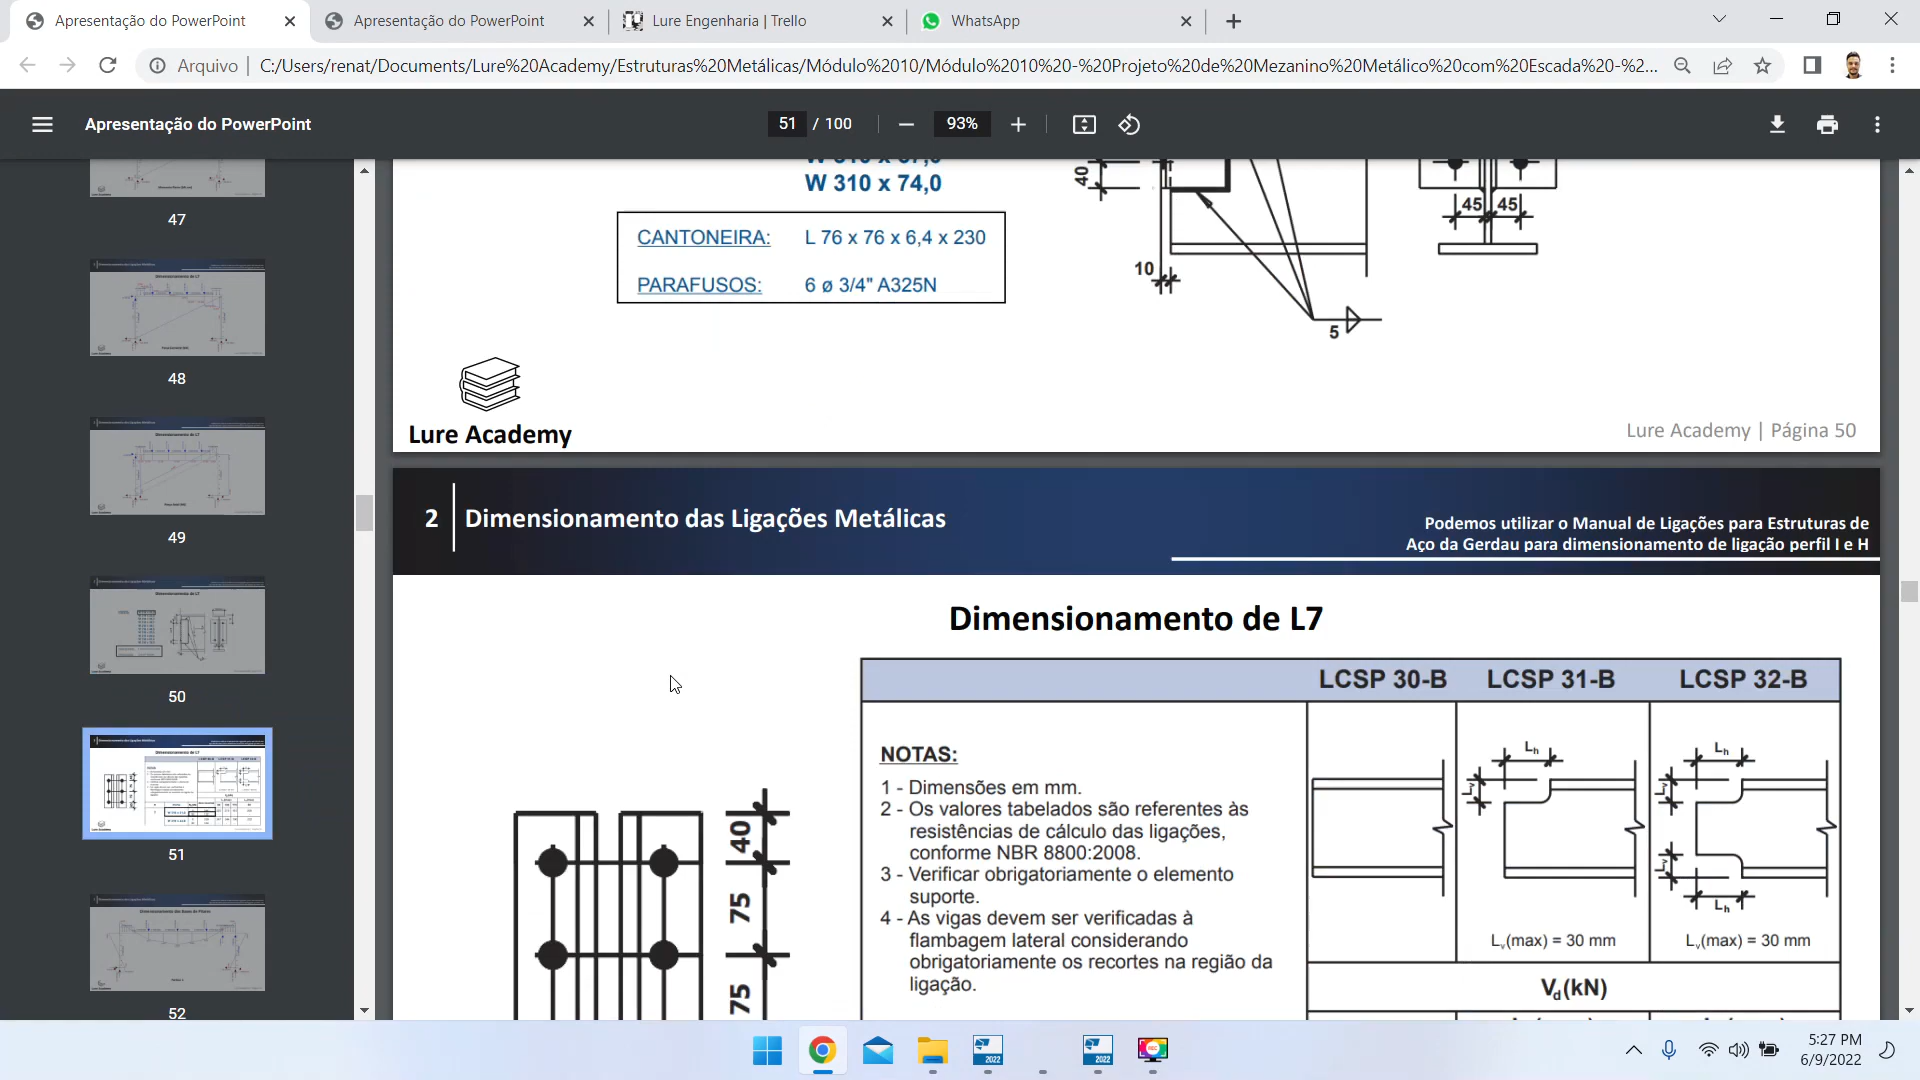 Apresentação do PowerPoint
Apresentação do PowerPoint
Lure Engenharia | Trello
WhatsApp
Arquivo
C:/Users/renat/Documents/Lure%20Academy/Estruturas%20Metálicas/Módulo%2010/Módulo%2010%20-%20Projeto%20de%20Mezanino%20Metálico%20com%20Escada%20-%2...
Apresentação do PowerPoint
51 / 100
93%
47
48
49
50
51
52
W 310 x 74,0
CANTONEIRA: L 76 x 76 x 6,4 x 230
PARAFUSOS: 6 ø 3/4" A325N
40
10
5
45 45
Lure Academy
Lure Academy | Página 50
2
Dimensionamento das Ligações Metálicas
Podemos utilizar o Manual de Ligações para Estruturas de
Aço da Gerdau para dimensionamento de ligação perfil I e H
Dimensionamento de L7
LCSP 30-B LCSP 31-B LCSP 32-B
NOTAS:
1 - Dimensões em mm.
2 - Os valores tabelados são referentes às
resistências de cálculo das ligações,
conforme NBR 8800:2008.
3 - Verificar obrigatoriamente o elemento
suporte.
4 - As vigas devem ser verificadas à
flambagem lateral considerando
obrigatoriamente os recortes na região da
ligação.
40
75
75
Lh
Lv
Lv(max) = 30 mm
Lh
Lv
Lv
Lh
Lv(max) = 30 mm
Vd(kN)
5:27 PM
6/9/2022